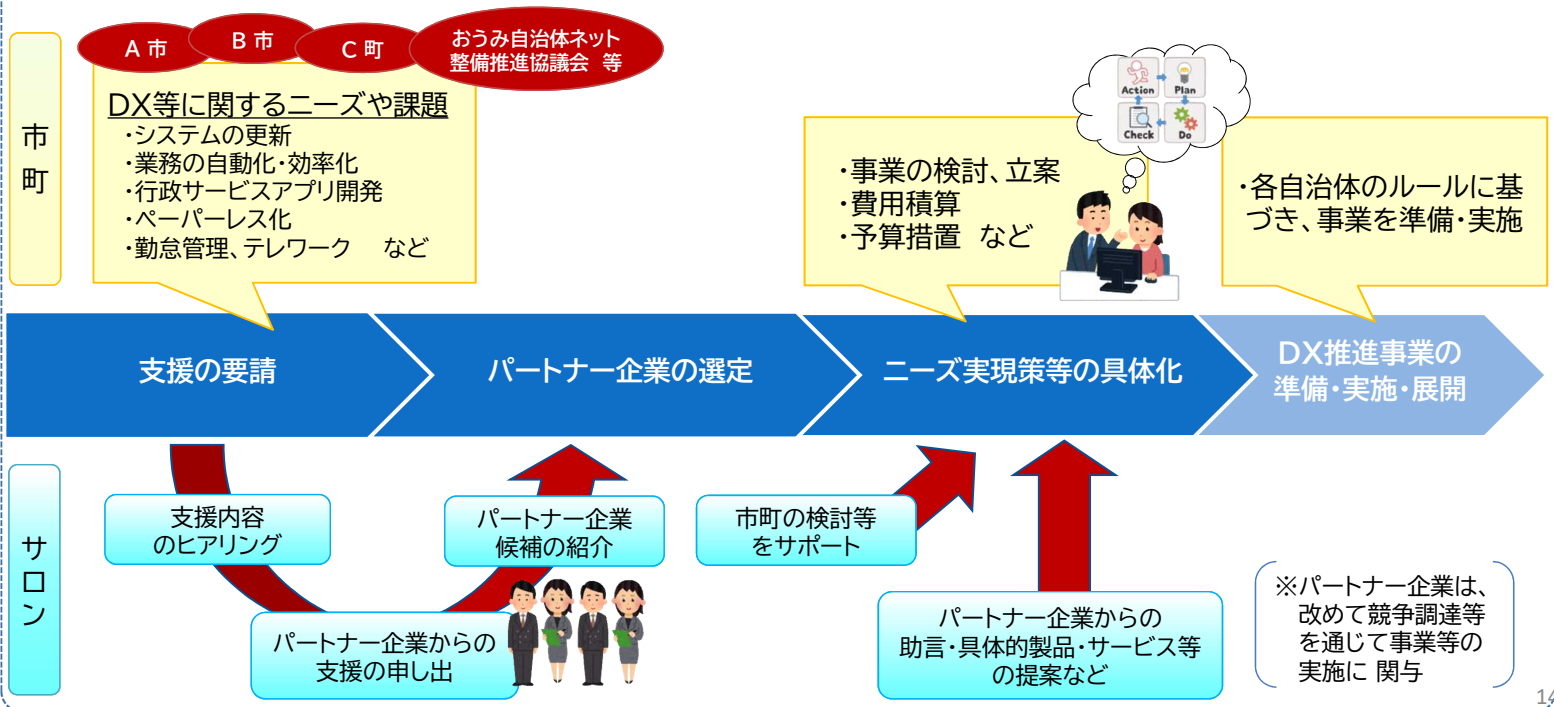 A 市
B 市
C 町
おうみ自治体ネット
整備推進協議会 等
市
町
DX等に関するニーズや課題
・システムの更新
・業務の自動化・効率化
・行政サービスアプリ開発
・ペーパーレス化
・勤怠管理、テレワーク など
・事業の検討、立案
・費用積算
・予算措置 など
Action
Plan
Check
Do
・各自治体のルールに基
づき、事業を準備・実施
支援の要請
パートナー企業の選定
ニーズ実現策等の具体化
DX推進事業の
準備・実施・展開
サ
ロ
ン
支援内容
のヒアリング
パートナー企業からの
支援の申し出
パートナー企業
候補の紹介
市町の検討等
をサポート
パートナー企業からの
助言・具体的製品・サービス等
の提案など
※パートナー企業は、
改めて競争調達等
を通じて事業等の
実施に 関与
14